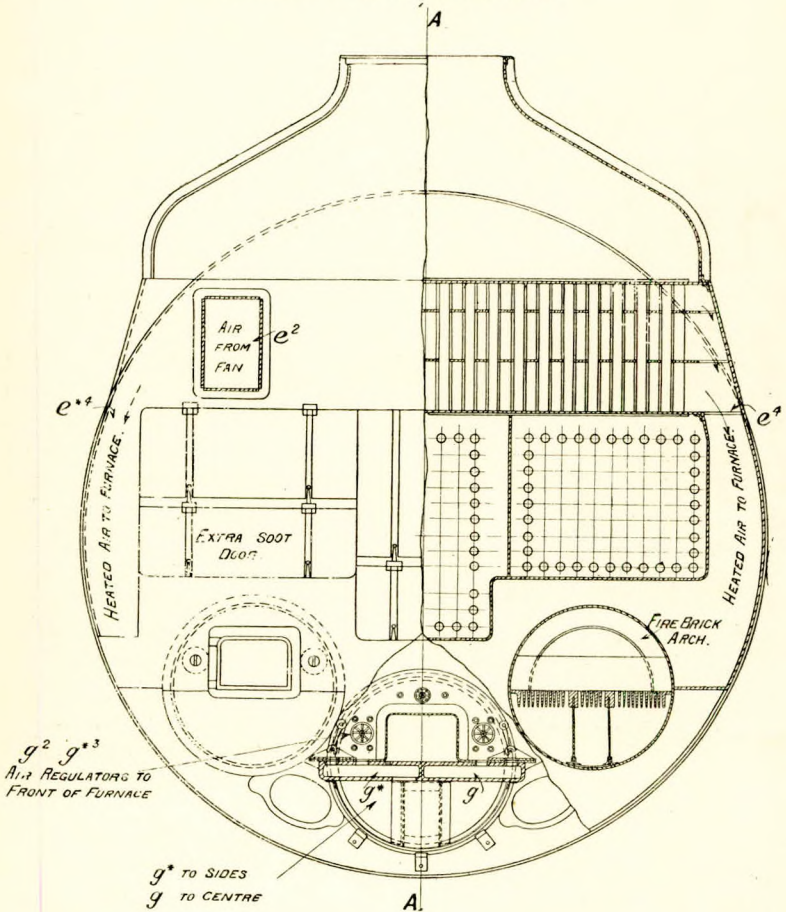 A
AIR
FROM
FAN
e²
e*⁴
e⁴
HEATED AIR TO FURNACE.
HEATED AIR TO FURNACE.
EXTRA SOOT
DOOR.
FIRE BRICK
ARCH.
g² g*³
AIR REGULATORS TO
FRONT OF FURNACE
g*
g
g* TO SIDES
g TO CENTRE
A.